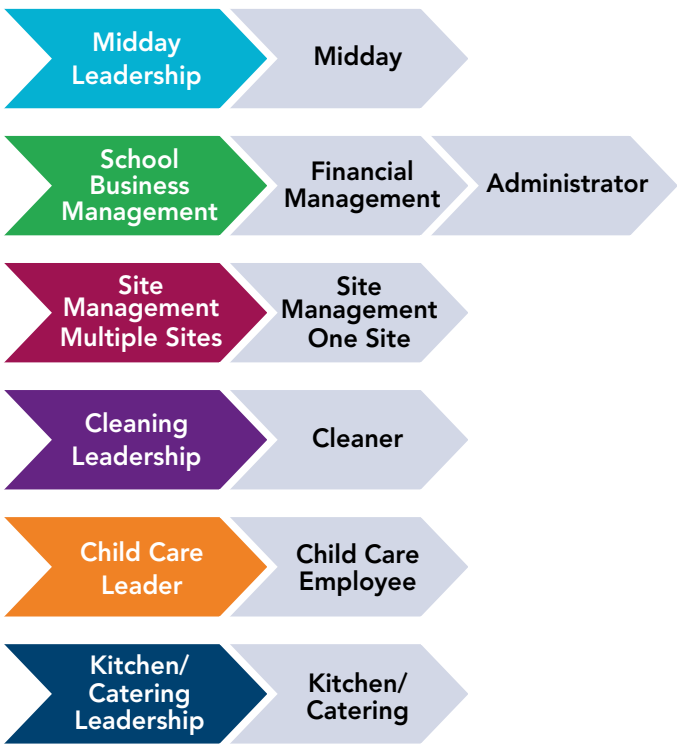 Midday
Leadership
Midday
School
Business
Management
Financial
Management
Administrator
Site
Management
Multiple Sites
Site
Management
One Site
Cleaning
Leadership
Cleaner
Child Care
Leader
Child Care
Employee
Kitchen/
Catering
Leadership
Kitchen/
Catering